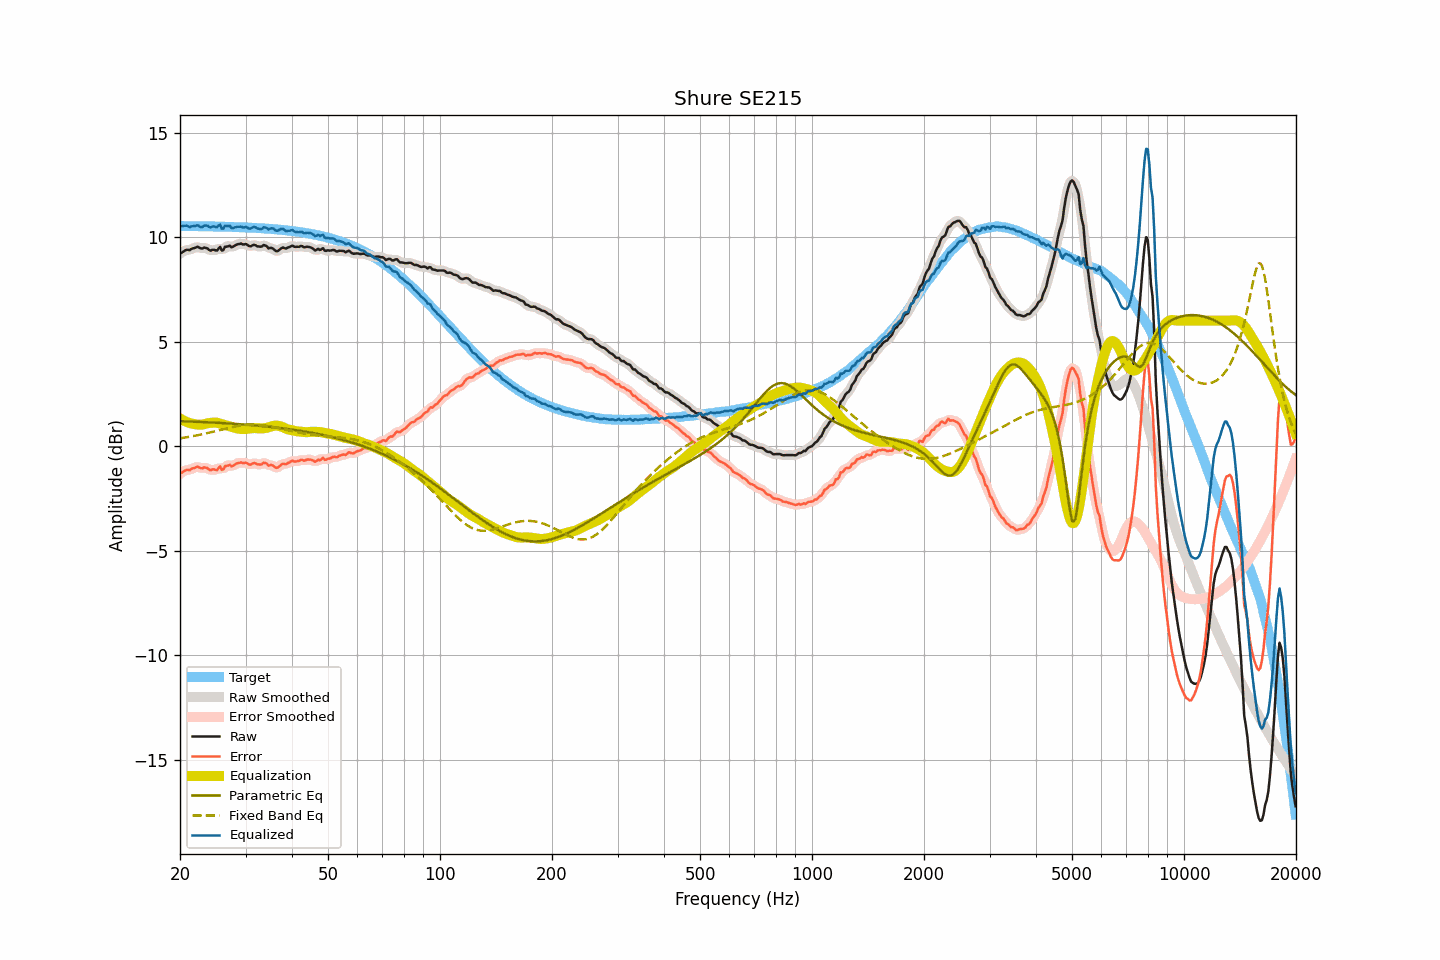 Shure SE215
15
10
5
0
−5
−10
−15
Amplitude (dBr)
Target
Raw Smoothed
Error Smoothed
Raw
Error
Equalization
Parametric Eq
Fixed Band Eq
Equalized
20 50 100 200 500 1000 2000 5000 10000 20000
Frequency (Hz)